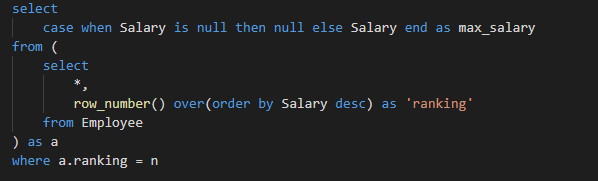 select
    case when Salary is null then null else Salary end as max_salary
from (
    select
        *,
        row_number() over(order by Salary desc) as 'ranking'
    from Employee
) as a
where a.ranking = n